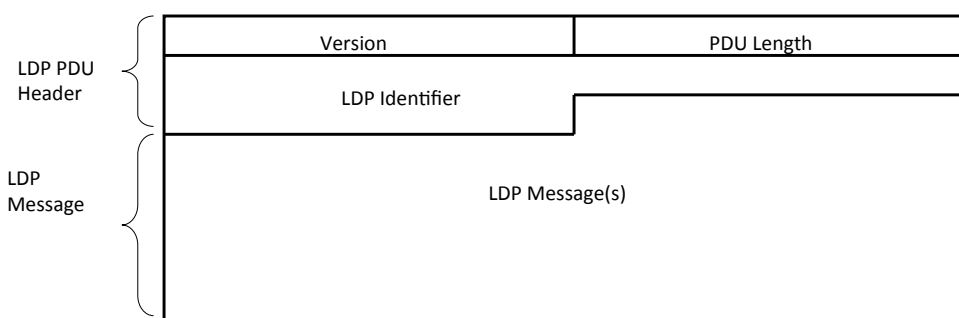 Version
PDU Length
LDP PDU
Header
LDP Identifier
LDP
Message
LDP Message(s)